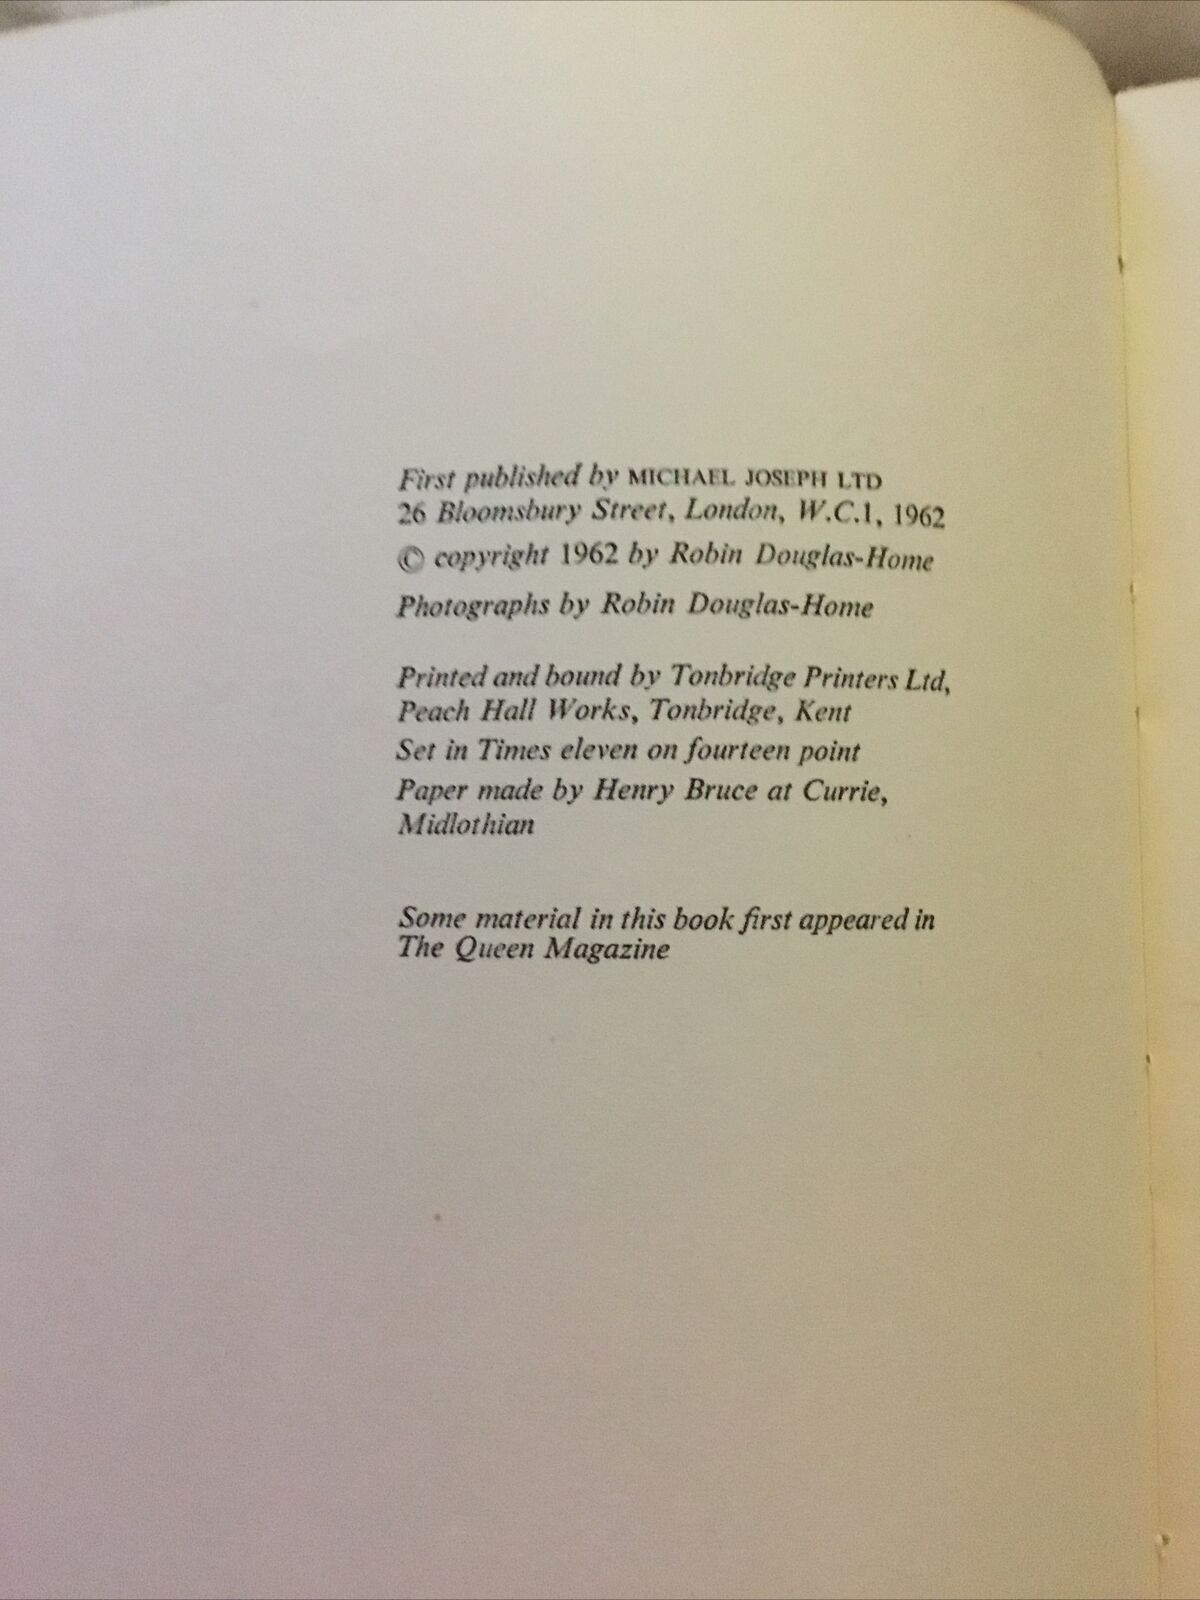 First published by MICHAEL JOSEPH LTD
26 Bloomsbury Street, London, W.C.1, 1962
© copyright 1962 by Robin Douglas-Home
Photographs by Robin Douglas-Home
Printed and bound by Tonbridge Printers Ltd,
Peach Hall Works, Tonbridge, Kent
Set in Times eleven on fourteen point
Paper made by Henry Bruce at Currie,
Midlothian
Some material in this book first appeared in
The Queen Magazine